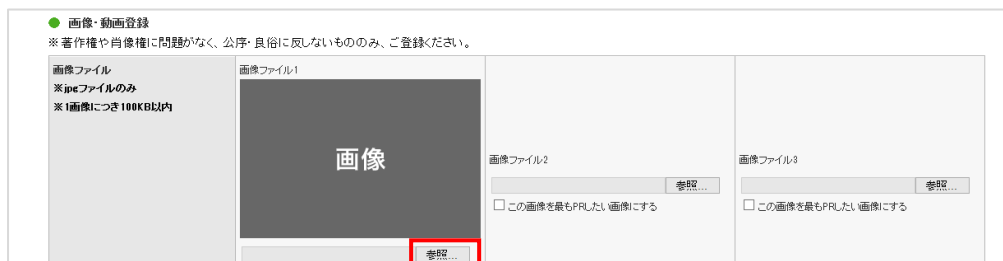 ● 画像・動画登録
※著作権や肖像権に問題がなく、公序・良俗に反しないもののみ、ご登録ください。
画像ファイル
※jpgファイルのみ
※1画像につき100KB以内
画像ファイル1
画像
参照...
画像ファイル2
参照...
この画像を最もPRしたい画像にする
画像ファイル3
参照...
この画像を最もPRしたい画像にする